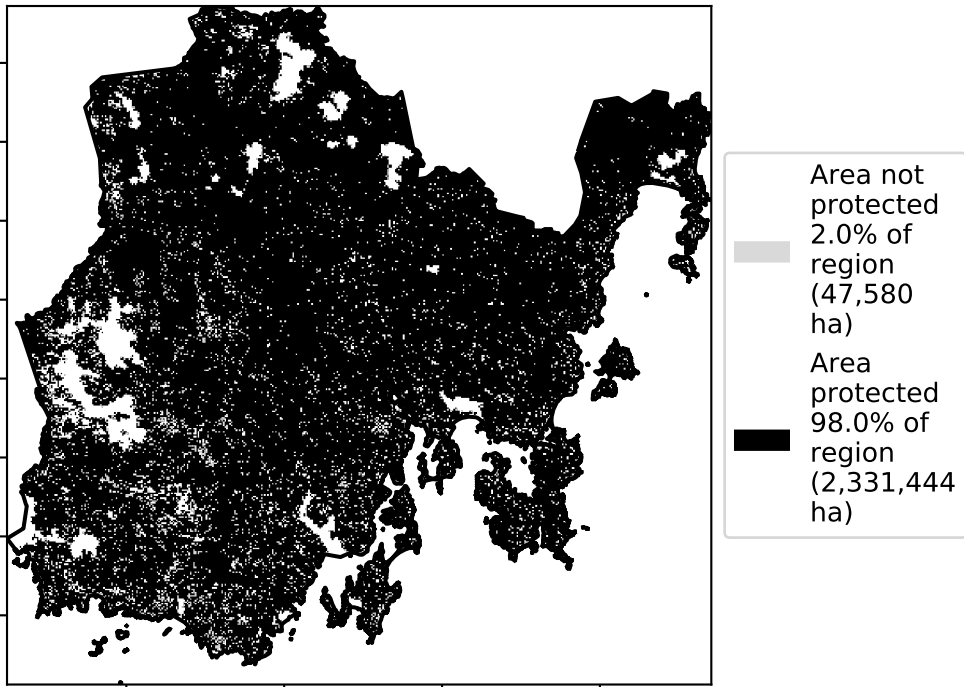 Area not
protected
2.0% of
region
(47,580
ha)
Area
protected
98.0% of
region
(2,331,444
ha)